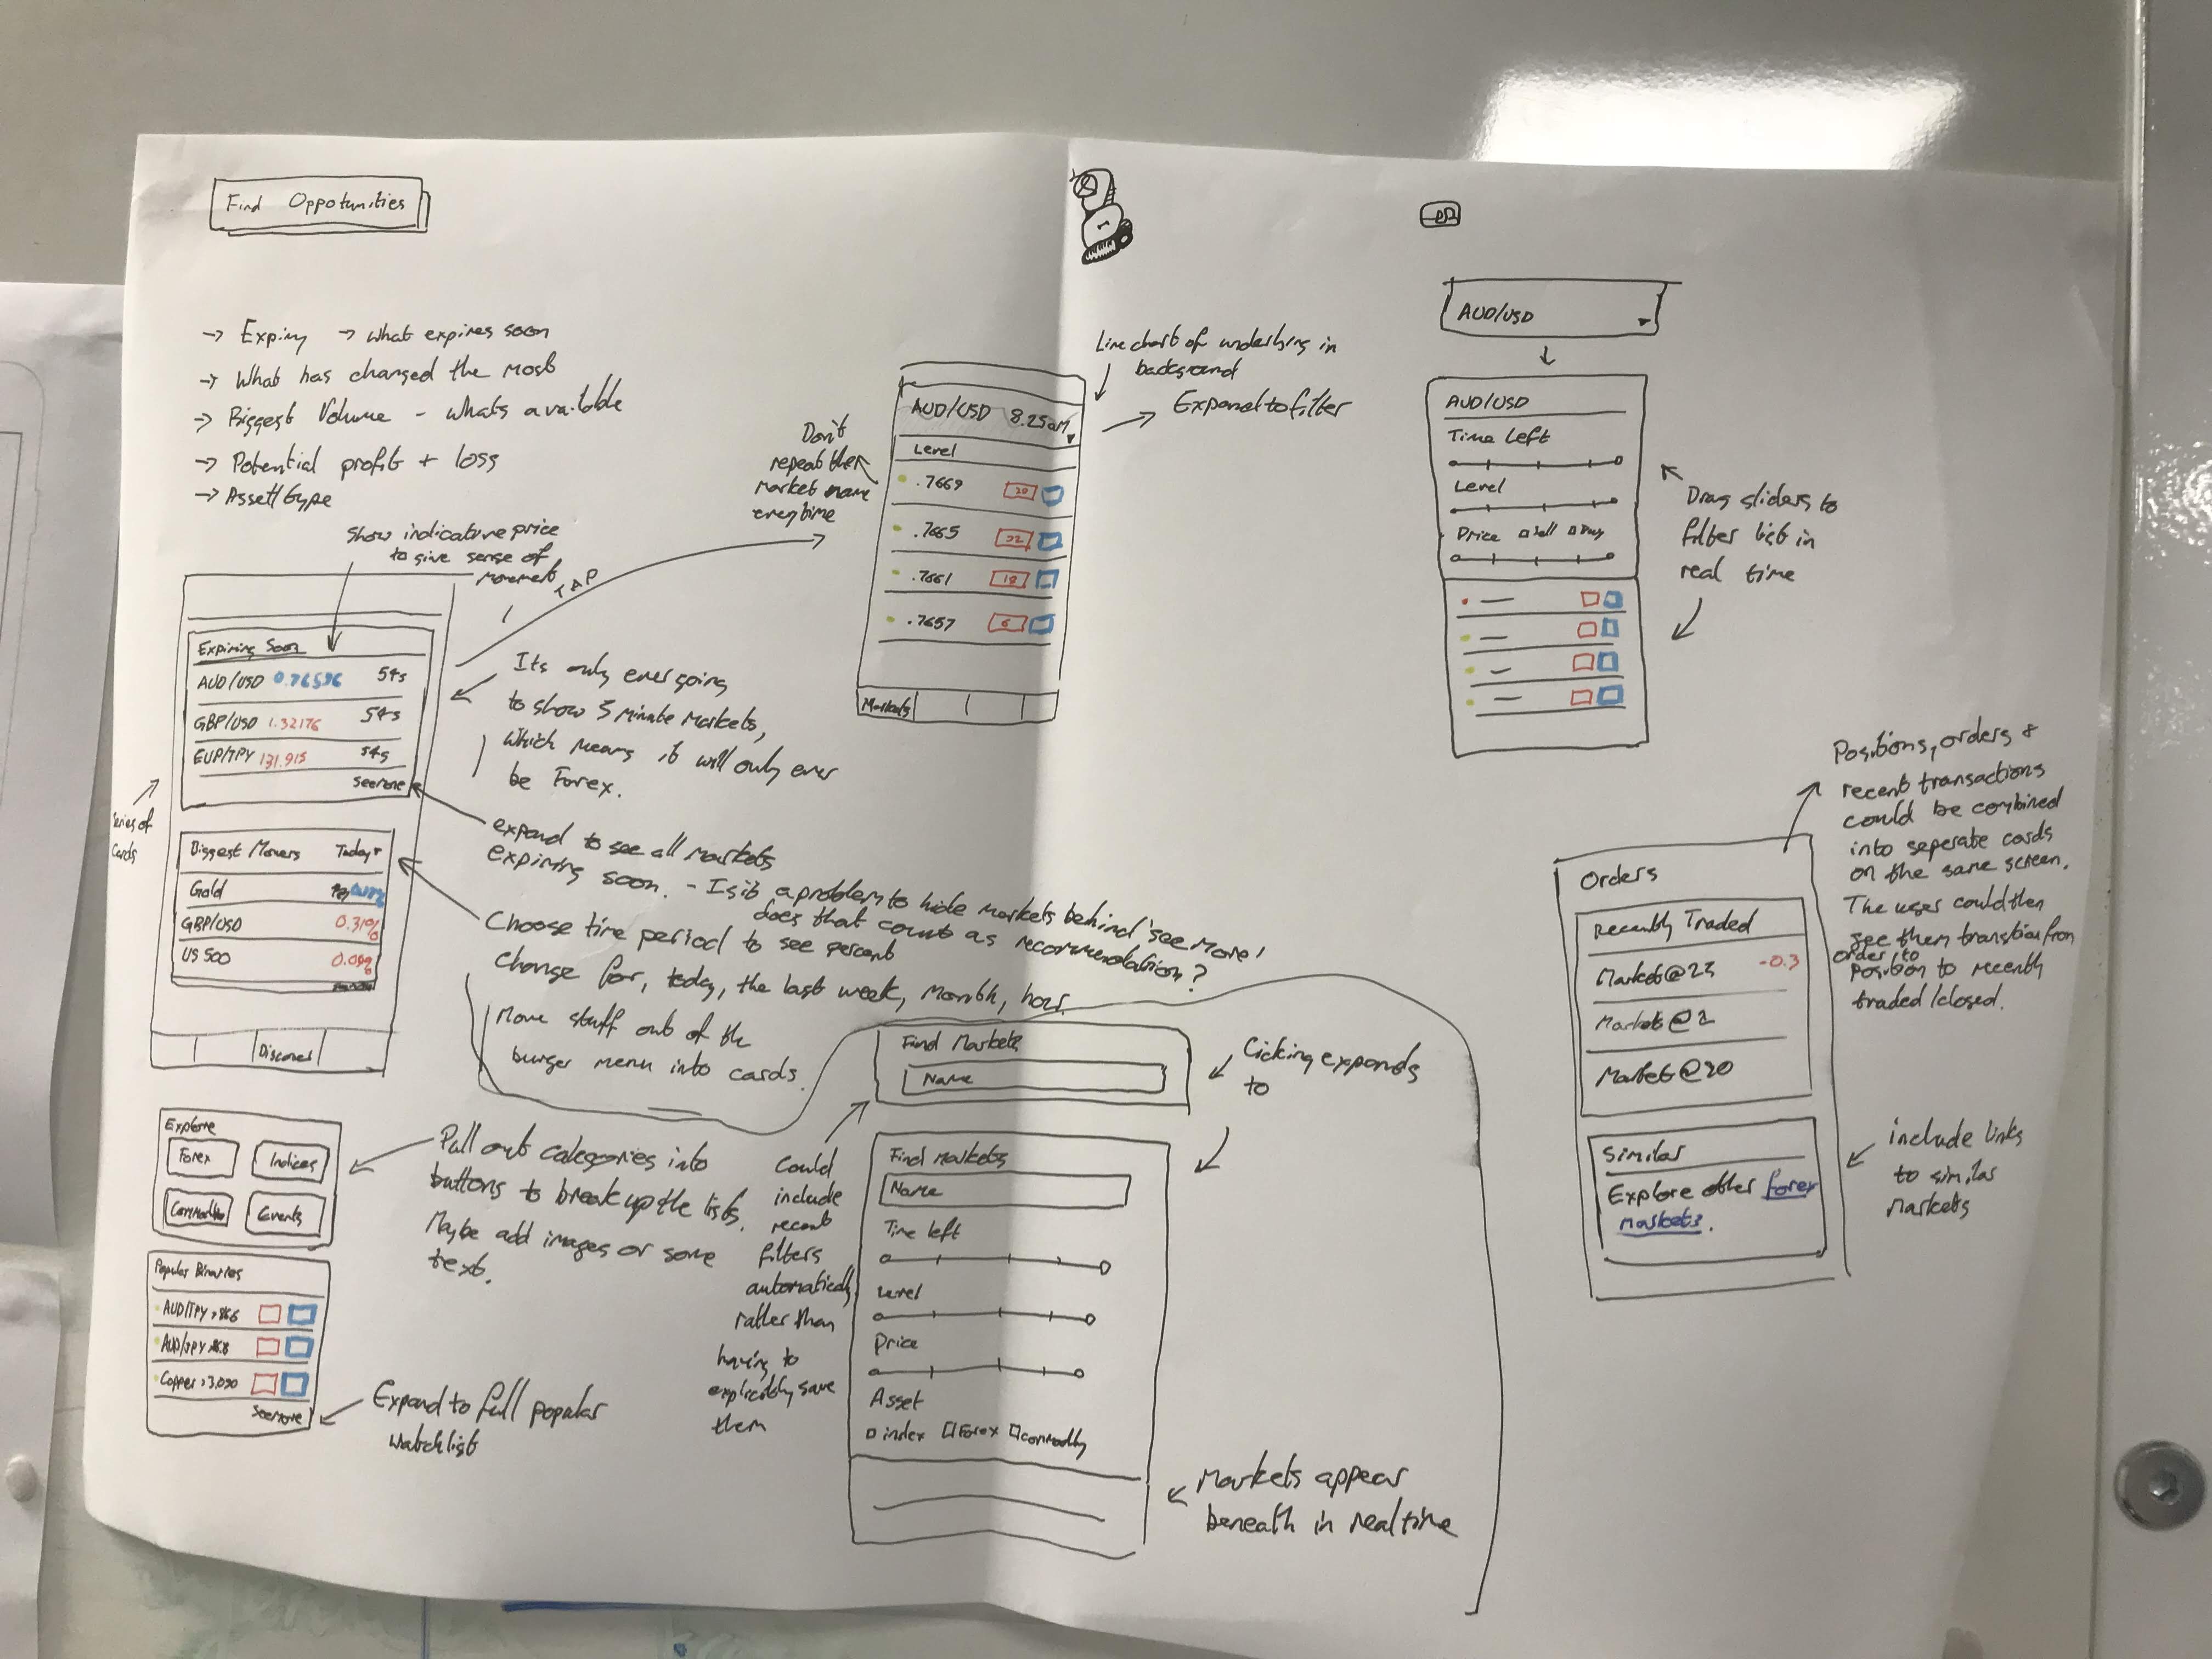 Find Oppotunities
→ Expiry → what expires soon
→ What has changed the most
→ Biggest Volume - whats available
→ Potential profit + loss
→ Asset type
Show indicative price
to give sense of
movement
TAP
Expiring Soon
AUD/USD 0.76596 54s
GBP/USD 1.32176 54s
EUP/JPY 131.915 54s
see more
Series of
cards
Biggest Movers Today
Gold
GBP/USD 0.31%
US 500
Discover
Its only ever going
to show 5 minute markets,
which means it will only ever
be Forex.
expand to see all markets
expiring soon. - Is it a problem to hide markets behind 'see more'
does that count as recommendation?
Choose time period to see percent
change for, today, the last week, month, hour.
Move stuff out of the
burger menu into cards.
Explore
Forex Indices
Events
Pull out categories into
buttons to break up the lists.
Maybe add images or some
text.
Popular Binaries
AUD/JPY
AUD/JPY
Copper >3.090
See more
Expand to full popular
watchlist
Don't
repeat the
market name
every time
AUD/USD 8.25am
Level
.7669 20
.7665 22
.7661 18
.7657 6
Markets
Line chart of underlying in
background
Expand to filter
AUD/USD
AUD/USD
Time Left
Level
Price Sell Buy
Drag sliders to
filter list in
real time
Find Markets
Name
Clicking expands
to
Could
include
recent
filters
automatically
rather than
having to
explicitly save
them
Find Markets
Name
Time left
Level
Price
Asset
index Forex commodity
Markets appear
beneath in realtime
Positions, orders &
recent transactions
could be combined
into seperate cards
on the same screen.
The user could then
see them transition from
order to
position to recently
traded/closed.
Orders
Recently Traded
Market@23 -0.3
Market@2
Market@20
Similar
Explore other forex
markets.
include links
to similar
markets